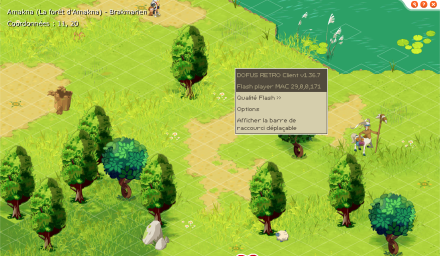 Amakna (La forêt d'Amakna) - Brakmarien
Coordonnées : 11, 20
DOFUS RETRO Client v1.26.7
Flash player MAC 29,0,0,171
Qualité Flash >>
Options
Afficher la barre de
raccourci déplaçable